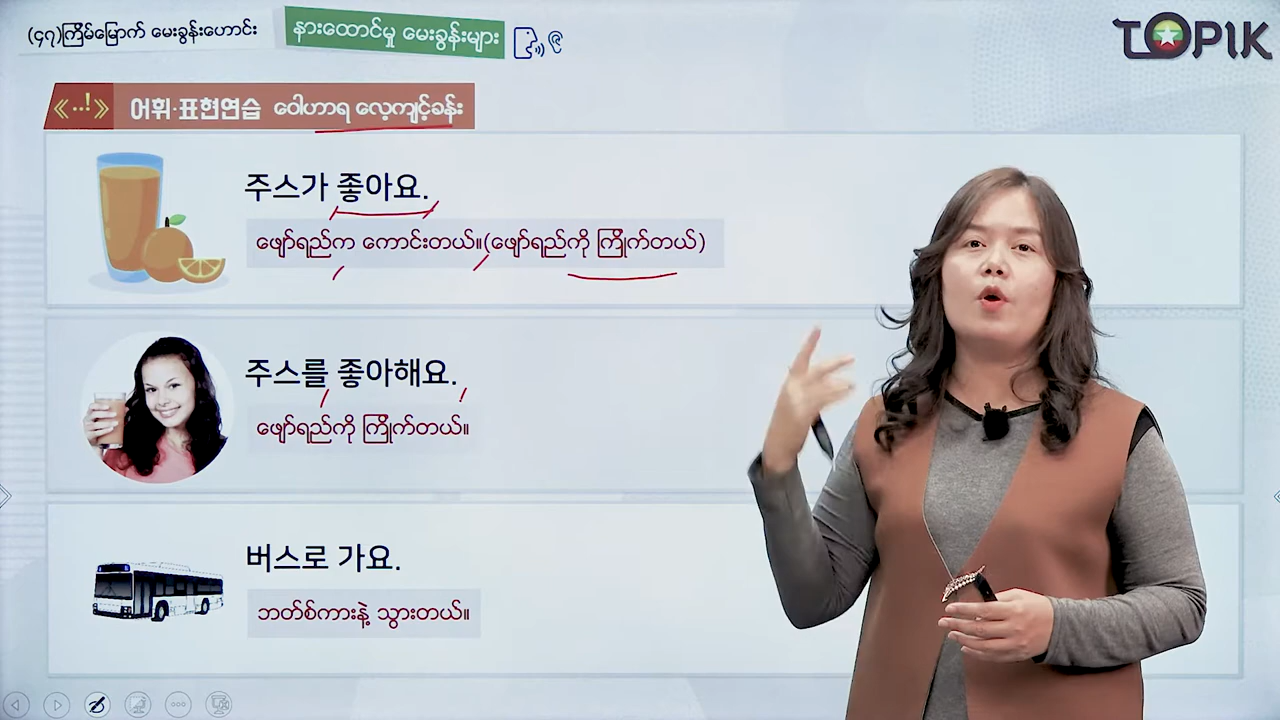 (၄၇)ကြိမ်မြောက် မေးခွန်းဟောင်း
နားထောင်မှု မေးခွန်းများ
TOPIK
어휘·표현연습 ဝေါဟာရ လေ့ကျင့်ခန်း
주스가 좋아요.
ဖျော်ရည်က ကောင်းတယ်။(ဖျော်ရည်ကို ကြိုက်တယ်)
주스를 좋아해요.
ဖျော်ရည်ကို ကြိုက်တယ်။
버스로 가요.
ဘတ်စ်ကားနဲ့ သွားတယ်။